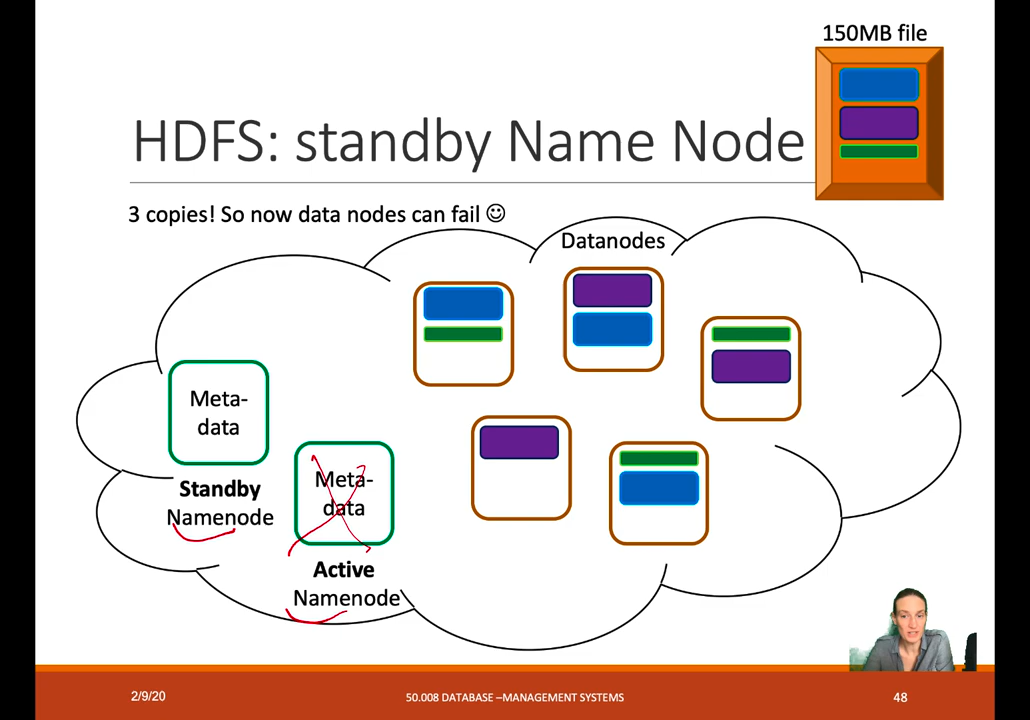 150MB file
HDFS: standby Name Node
3 copies! So now data nodes can fail ☺
Datanodes
Meta-
data
Standby
Namenode
Meta-
data
Active
Namenode
2/9/20
50.008 DATABASE –MANAGEMENT SYSTEMS
48